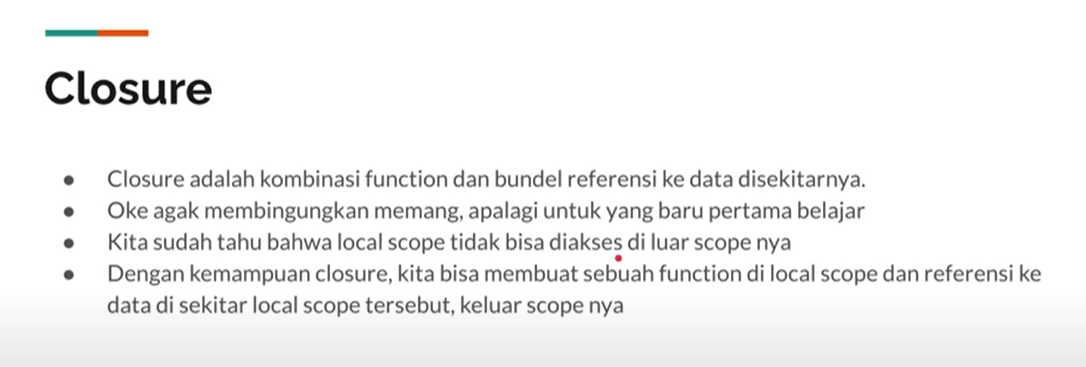 Closure
● Closure adalah kombinasi function dan bundel referensi ke data disekitarnya.
● Oke agak membingungkan memang, apalagi untuk yang baru pertama belajar
● Kita sudah tahu bahwa local scope tidak bisa diakses di luar scope nya
● Dengan kemampuan closure, kita bisa membuat sebuah function di local scope dan referensi ke
data di sekitar local scope tersebut, keluar scope nya